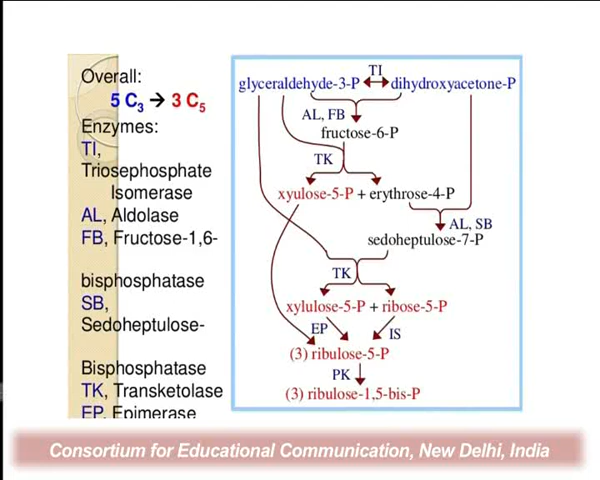 Overall:
5 C3 → 3 C5
Enzymes:
TI,
Triosephosphate
Isomerase
AL, Aldolase
FB, Fructose-1,6-
bisphosphatase
SB,
Sedoheptulose-
Bisphosphatase
TK, Transketolase
EP, Epimerase
TI
glyceraldehyde-3-P dihydroxyacetone-P
AL, FB
fructose-6-P
TK
xyulose-5-P + erythrose-4-P
AL, SB
sedoheptulose-7-P
TK
xylulose-5-P + ribose-5-P
EP IS
(3) ribulose-5-P
PK
(3) ribulose-1,5-bis-P
Consortium for Educational Communication, New Delhi, India